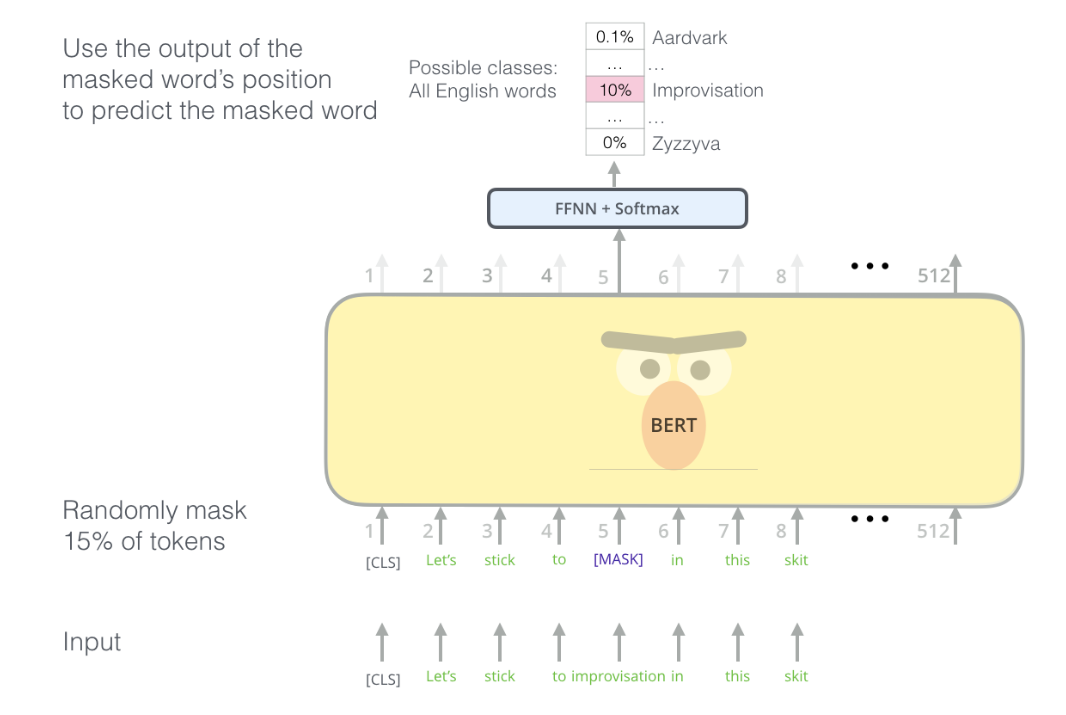 Use the output of the
masked word's position
to predict the masked word
Possible classes:
All English words
0.1% Aardvark
... ...
10% Improvisation
... ...
0% Zyzzyva
FFNN + Softmax
1 2 3 4 5 6 7 8 ••• 512
BERT
Randomly mask
15% of tokens
1 2 3 4 5 6 7 8 ••• 512
[CLS] Let's stick to [MASK] in this skit
Input
[CLS] Let's stick to improvisation in this skit